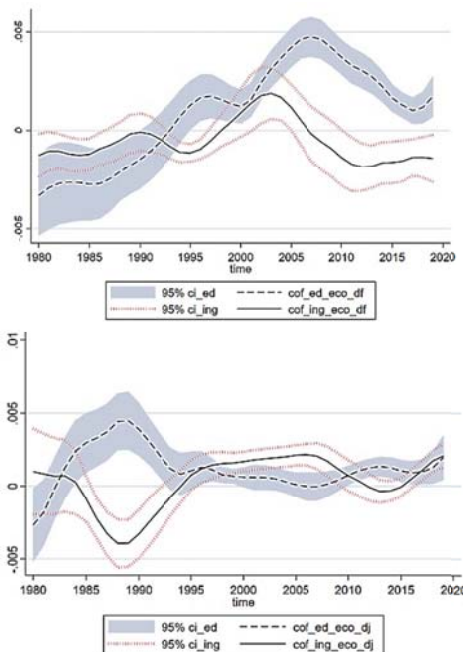 .005
0
-.005
1980 1985 1990 1995 2000 2005 2010 2015 2020
time
95% ci_ed cof_ed_eco_df
95% ci_ing cof_ing_eco_df
.01
.005
0
-.005
1980 1985 1990 1995 2000 2005 2010 2015 2020
time
95% ci_ed cof_ed_eco_dj
95% ci_ing cof_ing_eco_dj